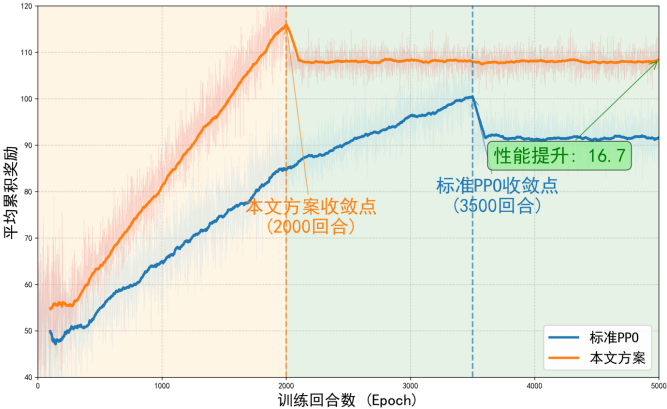 120
110
100
90
80
70
60
50
40
平均累积奖励
0
1000
2000
3000
4000
5000
训练回合数 (Epoch)
本文方案收敛点
(2000回合)
标准PPO收敛点
(3500回合)
性能提升: 16.7
标准PPO
本文方案